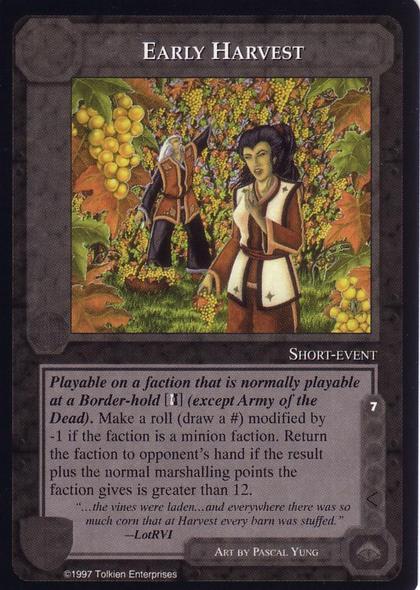 EARLY HARVEST
SHORT-EVENT
Playable on a faction that is normally playable
at a Border-hold [] (except Army of the
Dead). Make a roll (draw a #) modified by
-1 if the faction is a minion faction. Return
the faction to opponent's hand if the result
plus the normal marshalling points the
faction gives is greater than 12.
7
"...the vines were laden...and everywhere there was so
much corn that at Harvest every barn was stuffed."
–LotRVI
ART BY PASCAL YUNG
©1997 Tolkien Enterprises